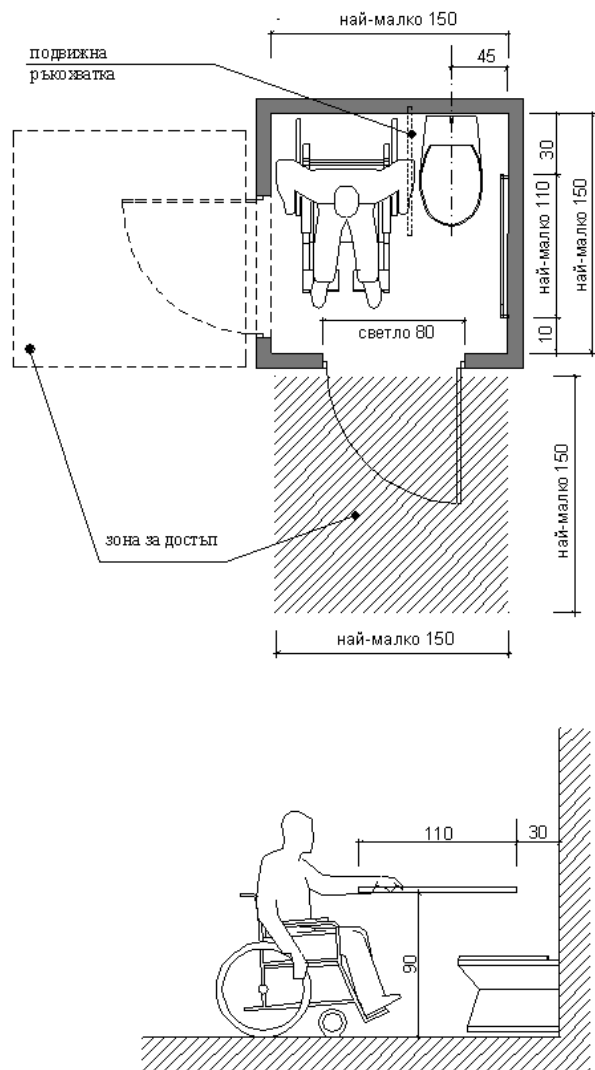 най-малко 150
подвижна
ръкохватка
45
30
най-малко 110
най-малко 150
светло 80
10
най-малко 150
зона за достъп
най-малко 150
110
30
90